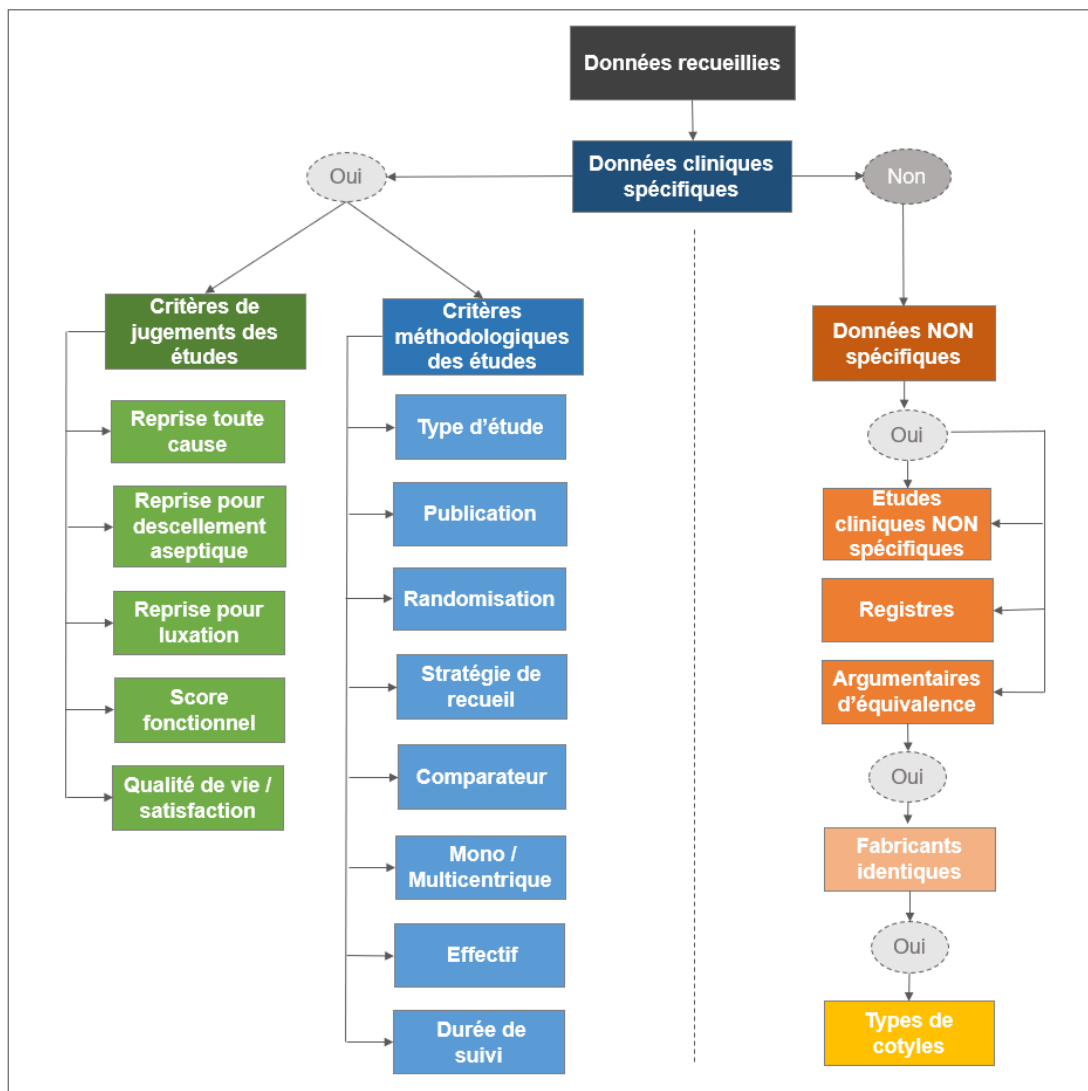 Données recueillies
Données cliniques
spécifiques
Oui
Non
Critères de
jugements des
études
Reprise toute
cause
Reprise pour
descellement
aseptique
Reprise pour
luxation
Score
fonctionnel
Qualité de vie /
satisfaction
Critères
méthodologiques
des études
Type d'étude
Publication
Randomisation
Stratégie de
recueil
Comparateur
Mono /
Multicentrique
Effectif
Durée de
suivi
Données NON
spécifiques
Oui
Etudes
cliniques NON
spécifiques
Registres
Argumentaires
d'équivalence
Oui
Fabricants
identiques
Oui
Types de
cotyles